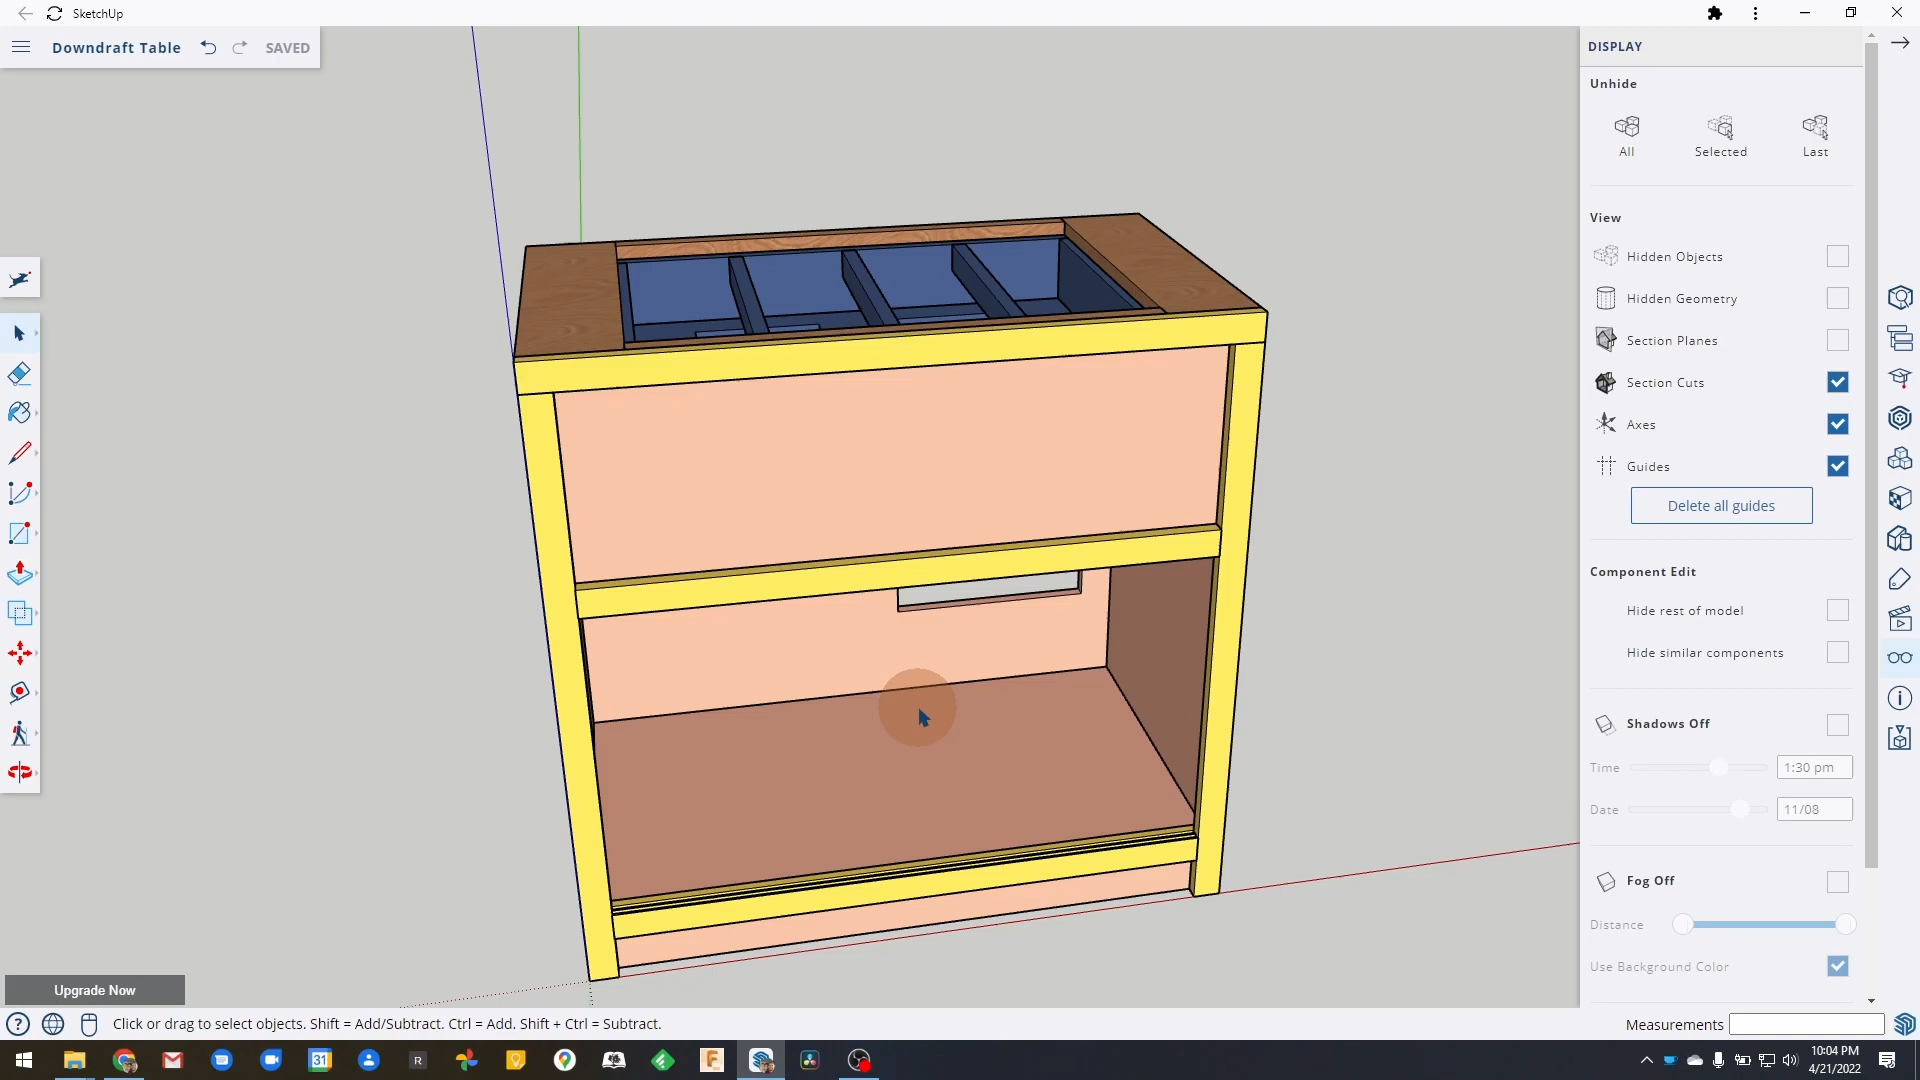 SketchUp
Downdraft Table
SAVED
DISPLAY
Unhide
All
Selected
Last
View
Hidden Objects
Hidden Geometry
Section Planes
Section Cuts
Axes
Guides
Delete all guides
Component Edit
Hide rest of model
Hide similar components
Shadows Off
Time
1:30 pm
Date
11/08
Fog Off
Distance
Use Background Color
Upgrade Now
Click or drag to select objects. Shift = Add/Subtract. Ctrl = Add. Shift + Ctrl = Subtract.
Measurements
31
R
F
10:04 PM
4/21/2022